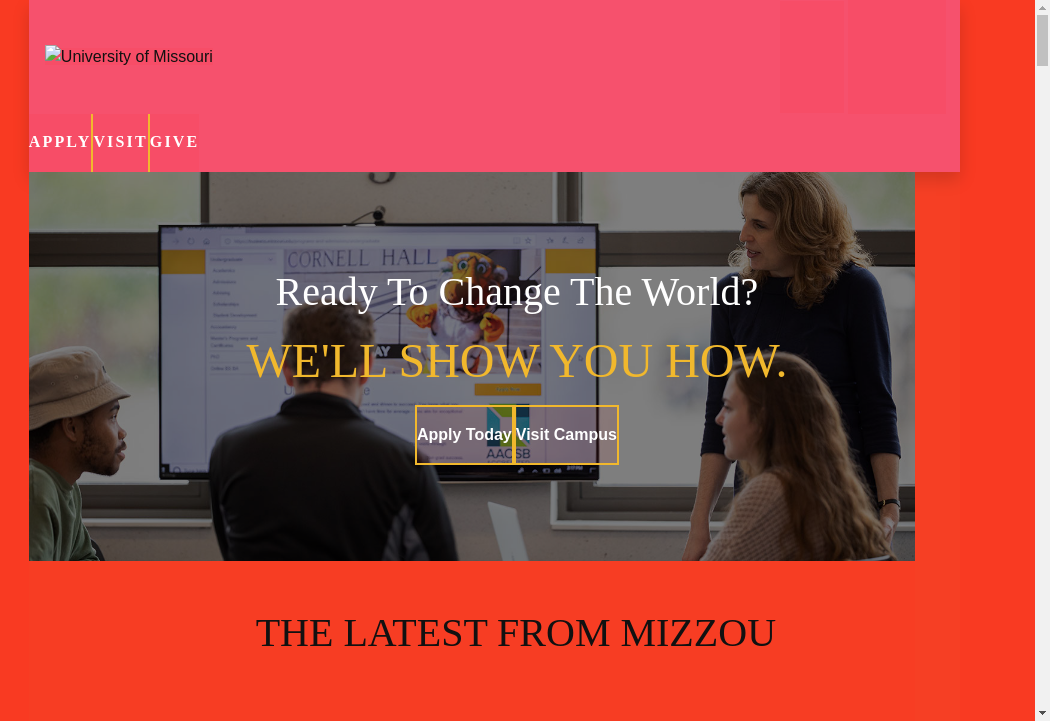 University of Missouri
APPLY VISIT GIVE
CORNELL HALL
Ready To Change The World?
WE'LL SHOW YOU HOW.
Apply Today Visit Campus
AACSB
THE LATEST FROM MIZZOU